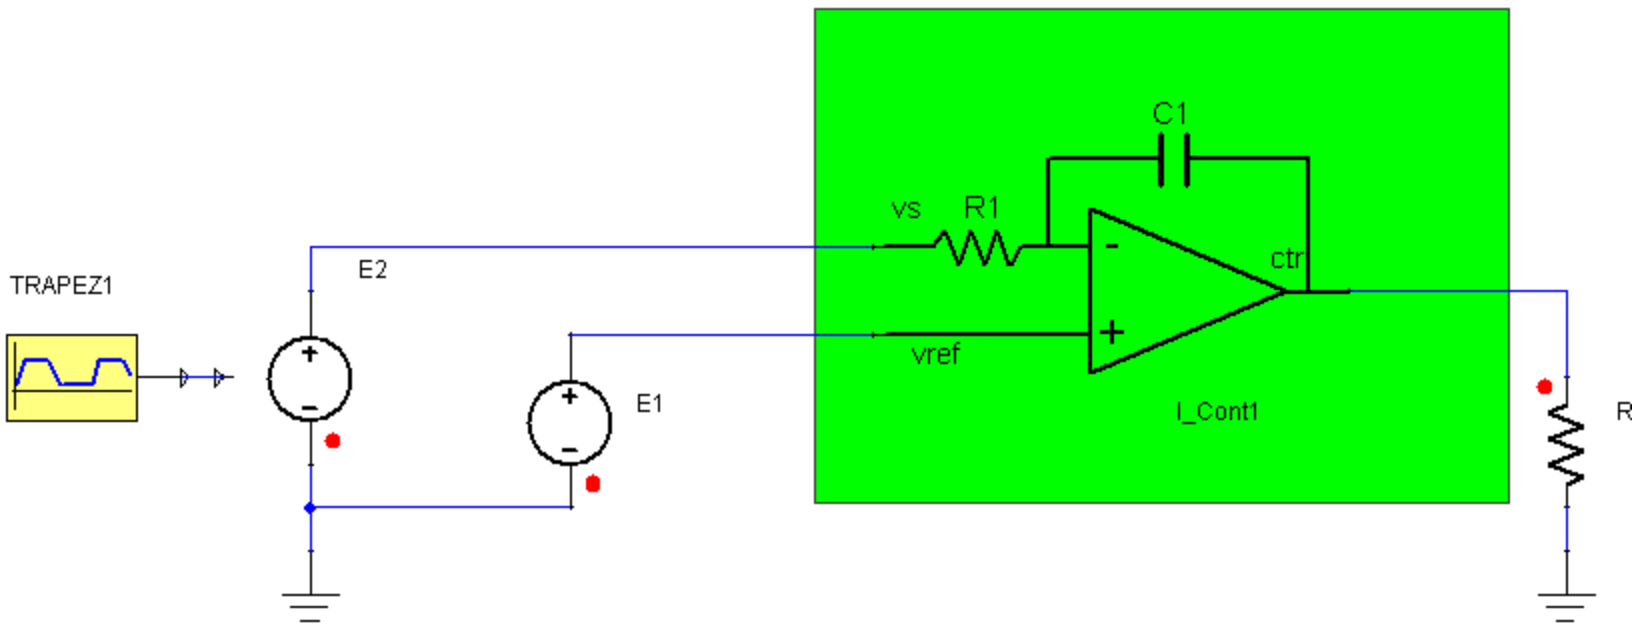 C1
vs
R1
E2
ctr
TRAPEZ1
vref
E1
I_Cont1
R